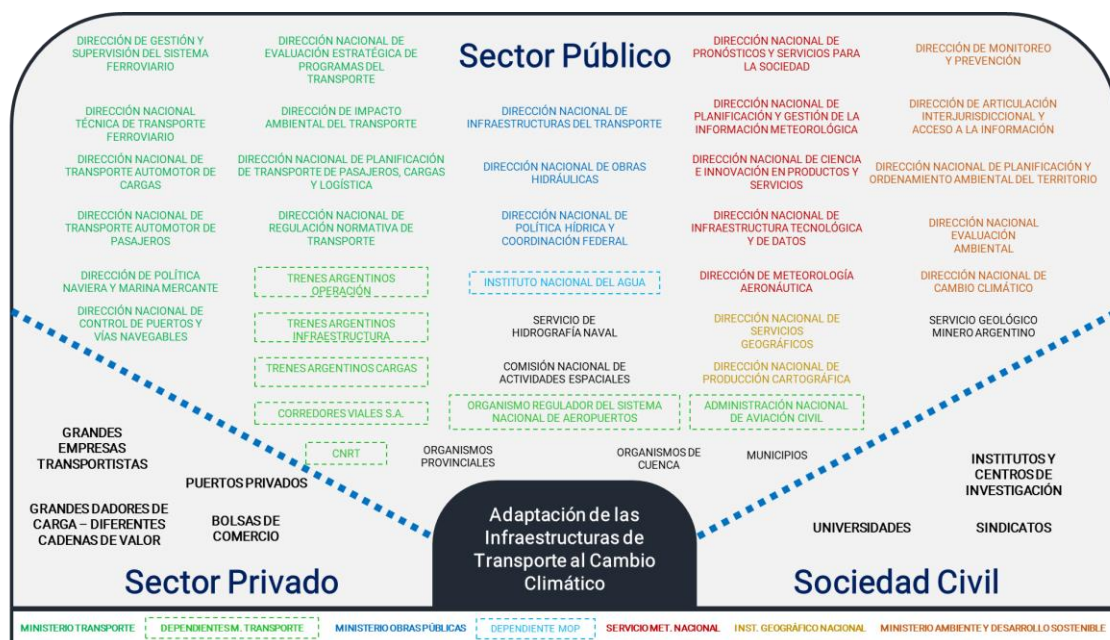 Sector Público
DIRECCIÓN DE GESTIÓN Y
SUPERVISIÓN DEL SISTEMA
FERROVIARIO
DIRECCIÓN NACIONAL DE
EVALUACIÓN ESTRATÉGICA DE
PROGRAMAS DEL
TRANSPORTE
DIRECCIÓN NACIONAL DE
PRONÓSTICOS Y SERVICIOS PARA
LA SOCIEDAD
DIRECCIÓN DE MONITOREO
Y PREVENCIÓN
DIRECCIÓN NACIONAL
TÉCNICA DE TRANSPORTE
FERROVIARIO
DIRECCIÓN DE IMPACTO
AMBIENTAL DEL TRANSPORTE
DIRECCIÓN NACIONAL DE
INFRAESTRUCTURAS DEL TRANSPORTE
DIRECCIÓN NACIONAL DE
PLANIFICACIÓN Y GESTIÓN DE LA
INFORMACIÓN METEOROLÓGICA
DIRECCIÓN DE ARTICULACIÓN
INTERJURISDICCIONAL Y
ACCESO A LA INFORMACIÓN
DIRECCIÓN NACIONAL DE
TRANSPORTE AUTOMOTOR DE
CARGAS
DIRECCIÓN NACIONAL DE PLANIFICACIÓN
DE TRANSPORTE DE PASAJEROS, CARGAS
Y LOGÍSTICA
DIRECCIÓN NACIONAL DE OBRAS
HIDRÁULICAS
DIRECCIÓN NACIONAL DE CIENCIA
E INNOVACIÓN EN PRODUCTOS Y
SERVICIOS
DIRECCIÓN NACIONAL DE PLANIFICACIÓN Y
ORDENAMIENTO AMBIENTAL DEL TERRITORIO
DIRECCIÓN NACIONAL DE
TRANSPORTE AUTOMOTOR DE
PASAJEROS
DIRECCIÓN NACIONAL DE
REGULACIÓN NORMATIVA DE
TRANSPORTE
DIRECCIÓN NACIONAL DE
POLÍTICA HÍDRICA Y
COORDINACIÓN FEDERAL
DIRECCIÓN NACIONAL DE
INFRAESTRUCTURA TECNOLÓGICA
Y DE DATOS
DIRECCIÓN NACIONAL
EVALUACIÓN
AMBIENTAL
DIRECCIÓN DE POLÍTICA
NAVIERA Y MARINA MERCANTE
TRENES ARGENTINOS
OPERACIÓN
INSTITUTO NACIONAL DEL AGUA
DIRECCIÓN DE METEOROLOGÍA
AERONÁUTICA
DIRECCIÓN NACIONAL DE
CAMBIO CLIMÁTICO
DIRECCIÓN NACIONAL DE
CONTROL DE PUERTOS Y
VÍAS NAVEGABLES
TRENES ARGENTINOS
INFRAESTRUCTURA
SERVICIO DE
HIDROGRAFÍA NAVAL
DIRECCIÓN NACIONAL DE
SERVICIOS
GEOGRÁFICOS
SERVICIO GEOLÓGICO
MINERO ARGENTINO
TRENES ARGENTINOS CARGAS
COMISIÓN NACIONAL DE
ACTIVIDADES ESPACIALES
DIRECCIÓN NACIONAL DE
PRODUCCIÓN CARTOGRÁFICA
CORREDORES VIALES S.A.
ORGANISMO REGULADOR DEL SISTEMA
NACIONAL DE AEROPUERTOS
ADMINISTRACIÓN NACIONAL
DE AVIACIÓN CIVIL
CNRT
ORGANISMOS
PROVINCIALES
ORGANISMOS DE
CUENCA
MUNICIPIOS
GRANDES
EMPRESAS
TRANSPORTISTAS
PUERTOS PRIVADOS
GRANDES DADORES DE
CARGA – DIFERENTES
CADENAS DE VALOR
BOLSAS DE
COMERCIO
Sector Privado
Adaptación de las
Infraestructuras de
Transporte al Cambio
Climático
INSTITUTOS Y
CENTROS DE
INVESTIGACIÓN
UNIVERSIDADES
SINDICATOS
Sociedad Civil
MINISTERIO TRANSPORTE
DEPENDIENTES M. TRANSPORTE
MINISTERIO OBRAS PÚBLICAS
DEPENDIENTE MOP
SERVICIO MET. NACIONAL
INST. GEOGRÁFICO NACIONAL
MINISTERIO AMBIENTE Y DESARROLLO SOSTENIBLE